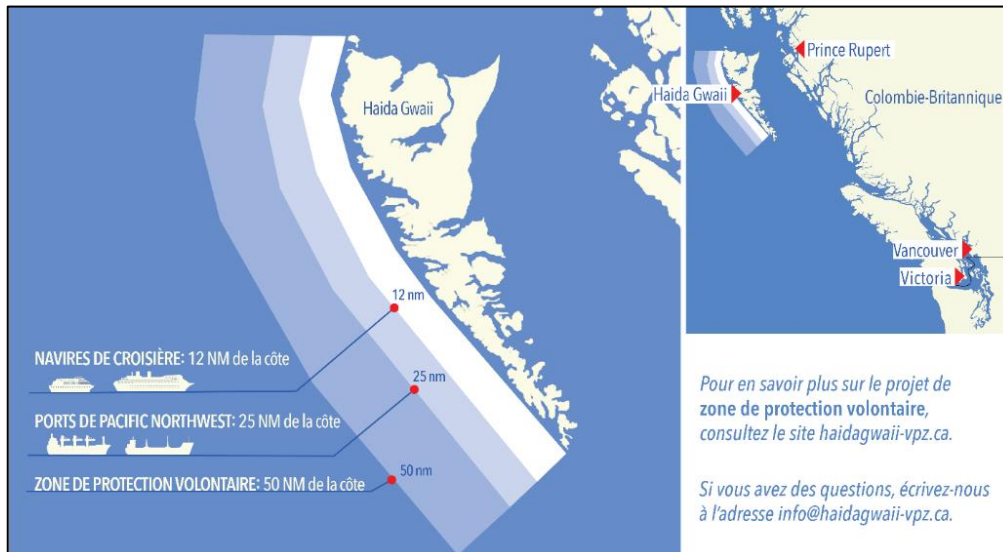 Haida Gwaii
12 nm
25 nm
50 nm
NAVIRES DE CROISIÈRE: 12 NM de la côte
PORTS DE PACIFIC NORTHWEST: 25 NM de la côte
ZONE DE PROTECTION VOLONTAIRE: 50 NM de la côte
Prince Rupert
Haida Gwaii
Colombie-Britannique
Vancouver
Victoria
Pour en savoir plus sur le projet de
zone de protection volontaire,
consultez le site haidagwaii-vpz.ca.
Si vous avez des questions, écrivez-nous
à l'adresse info@haidagwaii-vpz.ca.